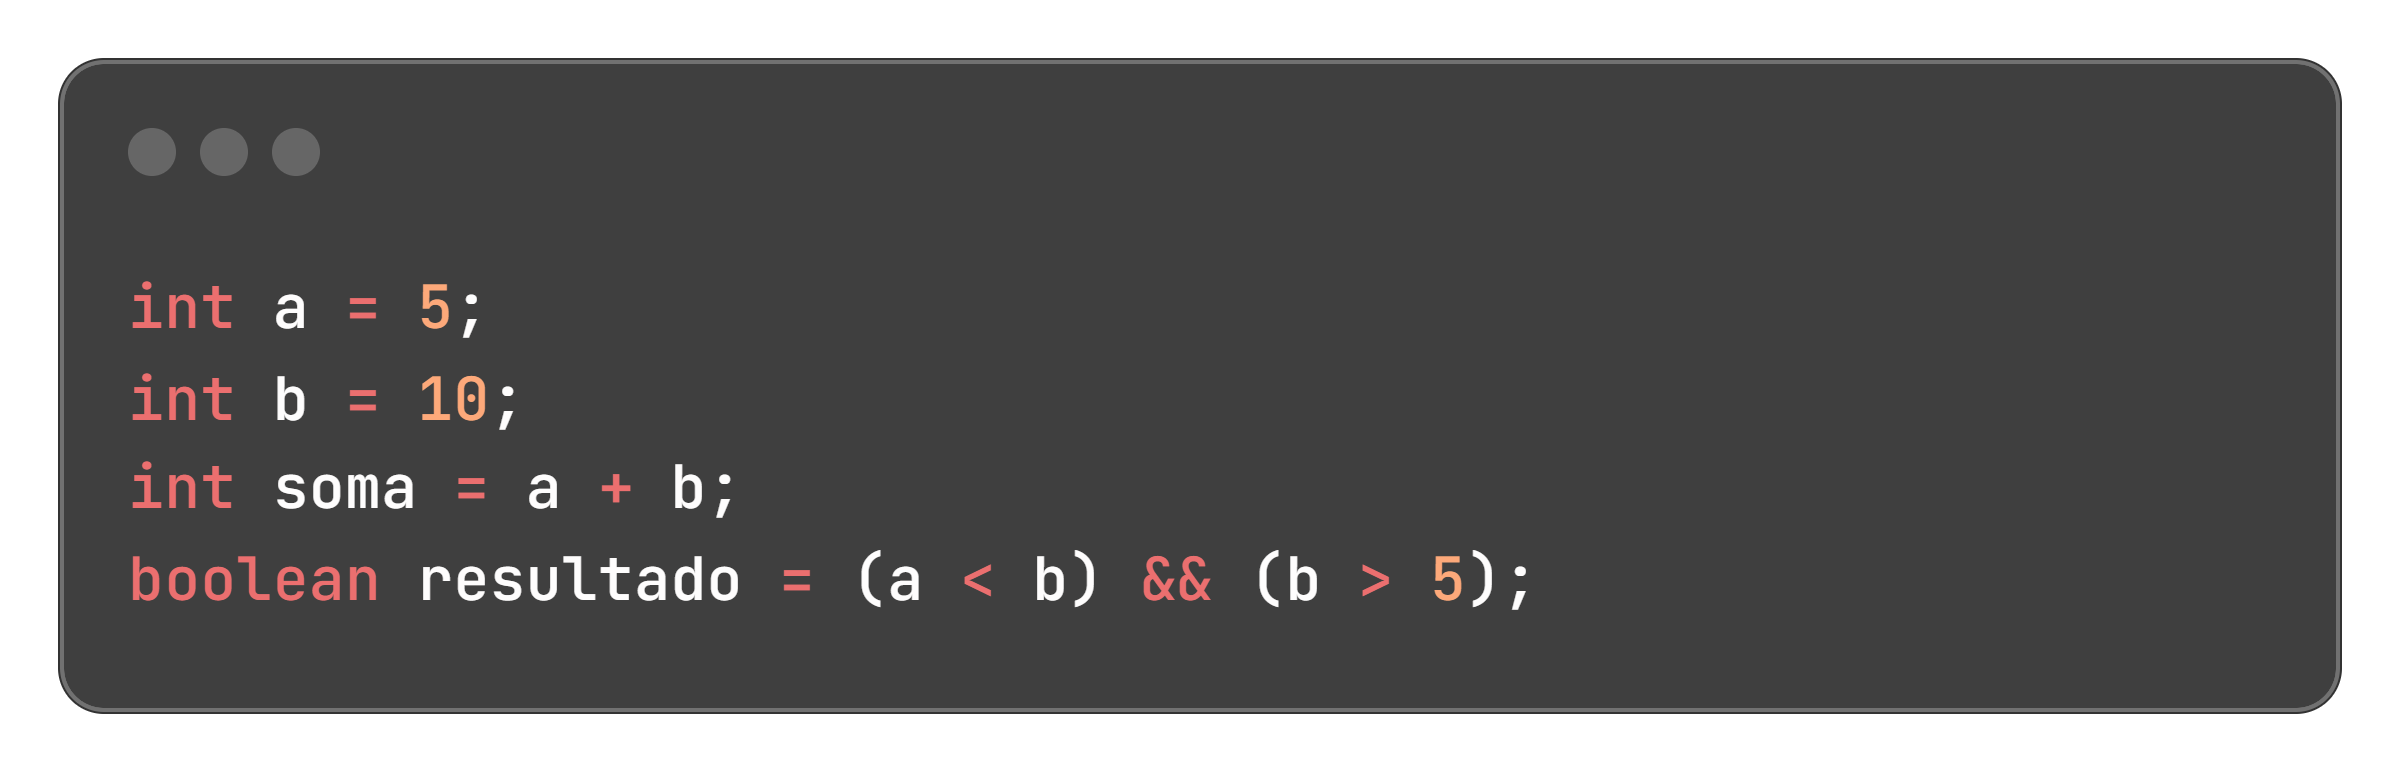 int a = 5;
int b = 10;
int soma = a + b;
boolean resultado = (a < b) && (b > 5);